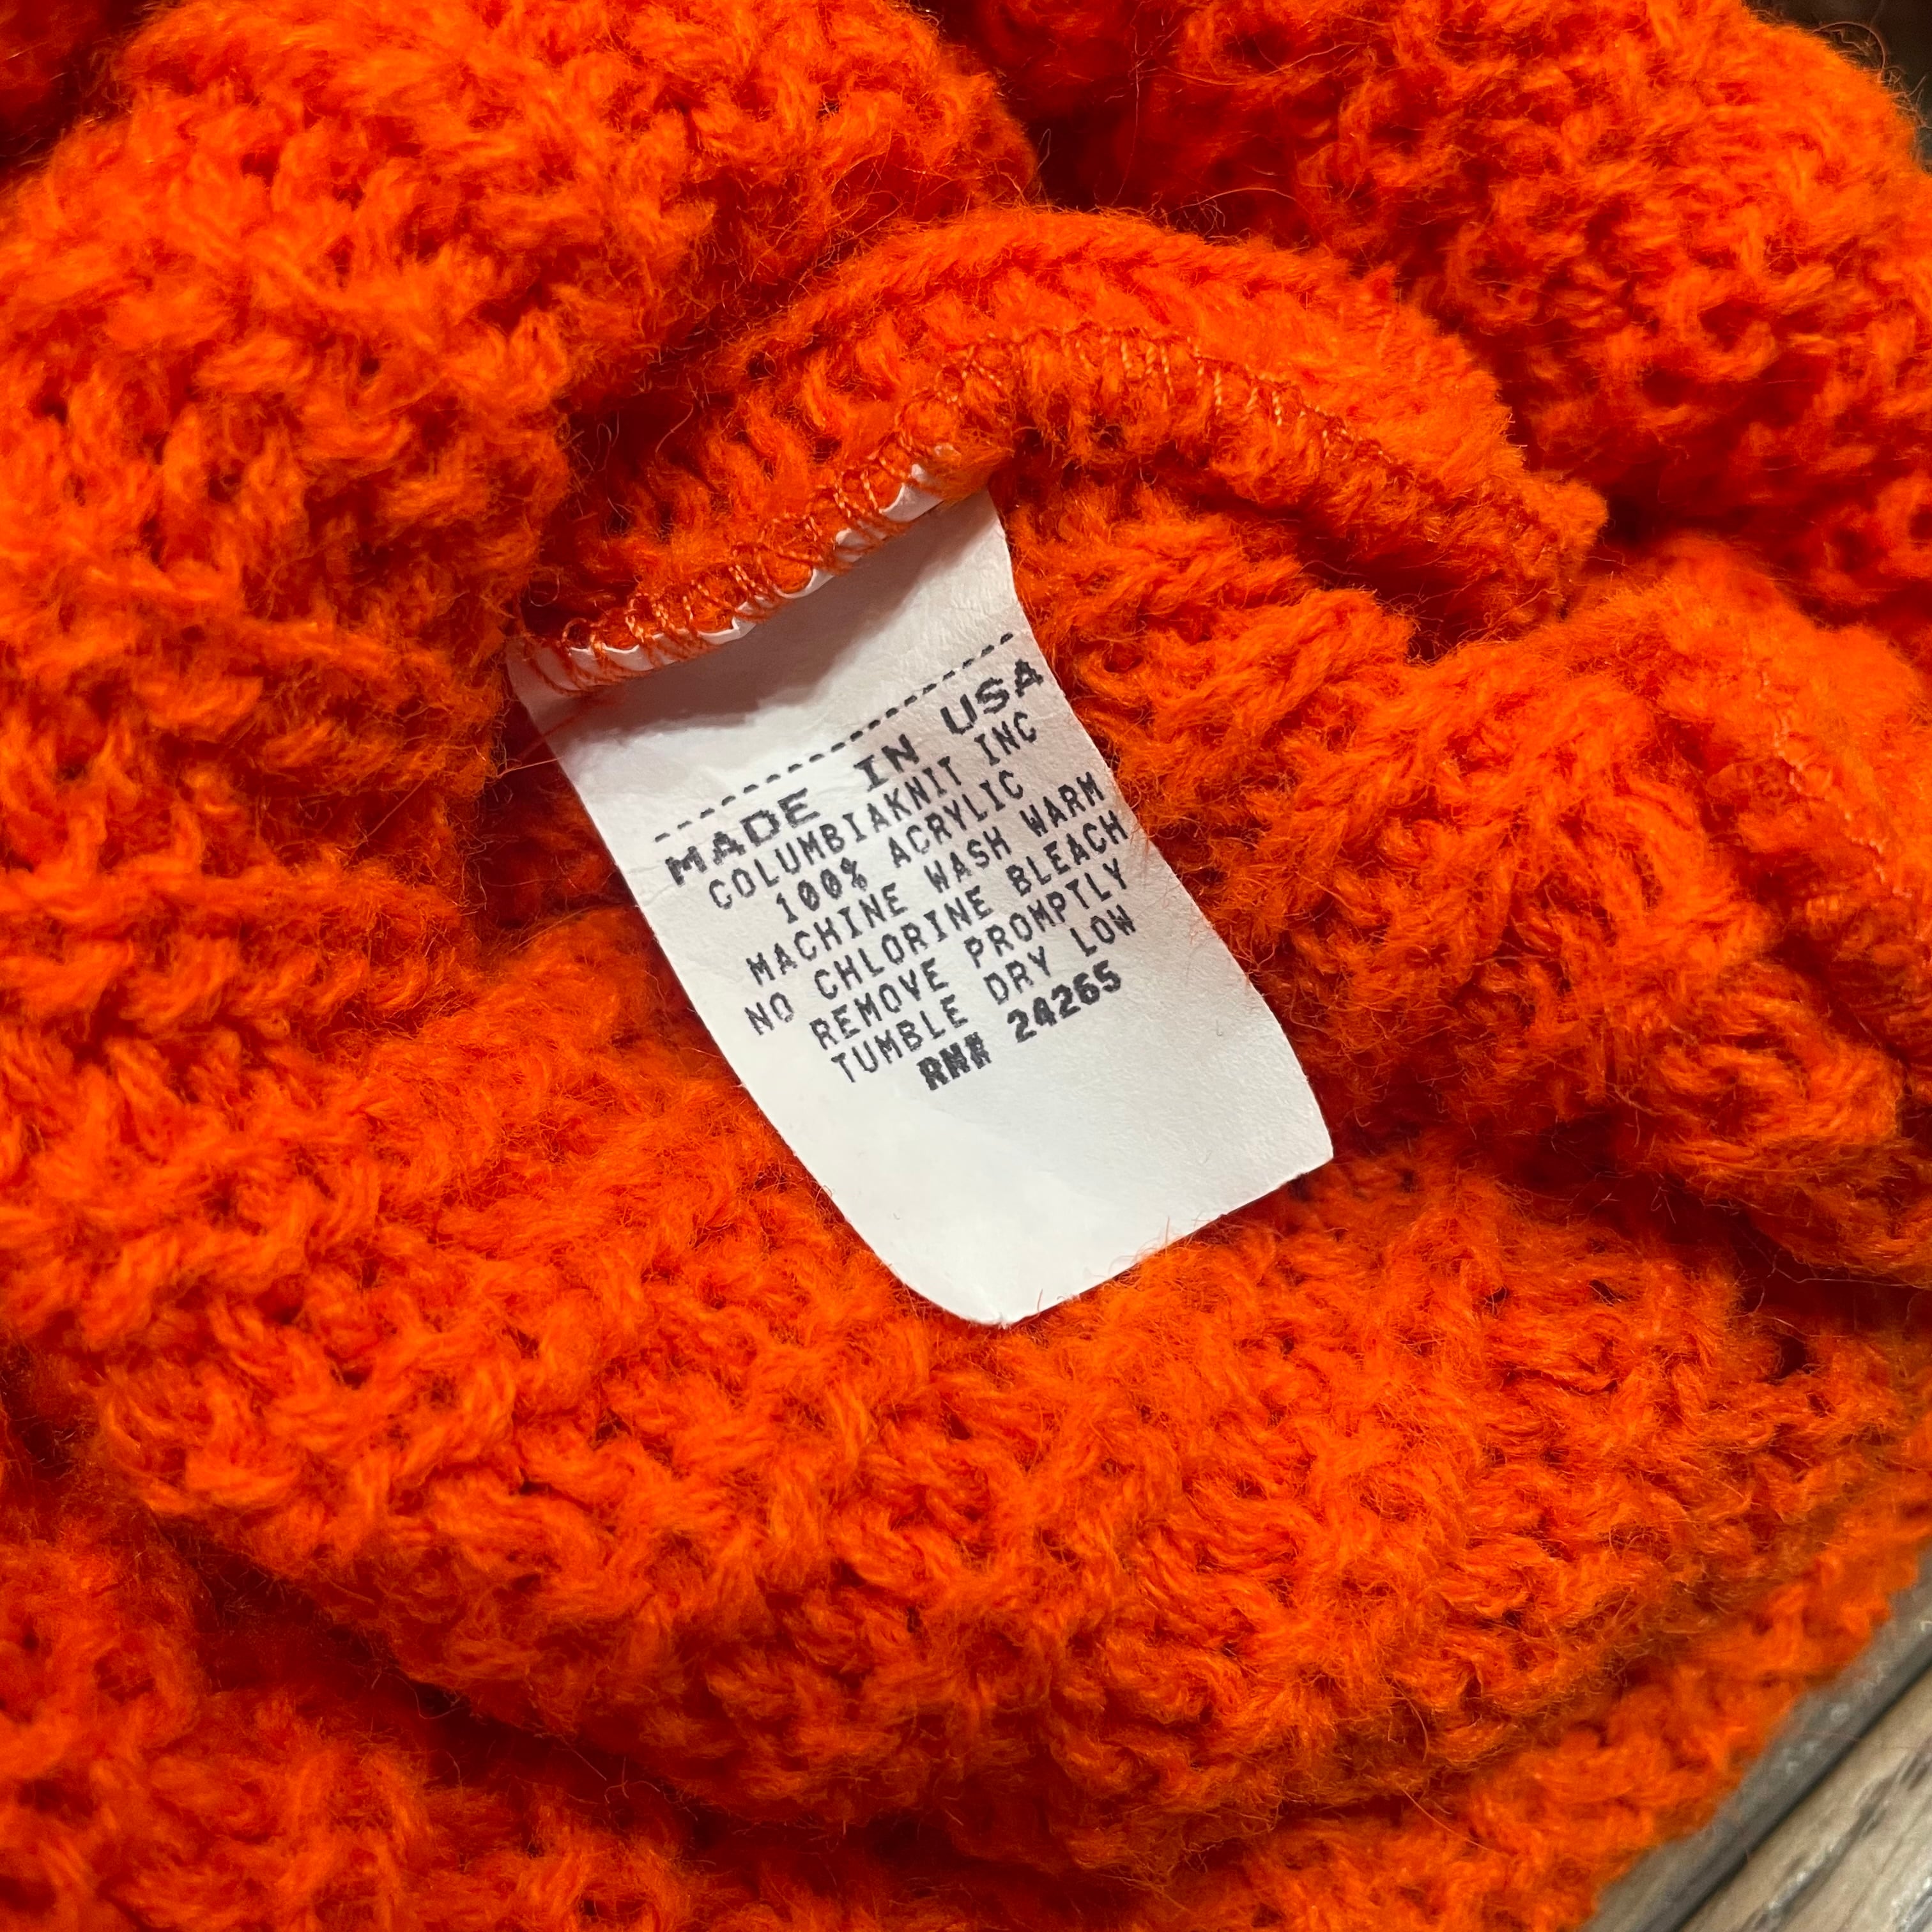 MADE IN USA
COLUMBIAKNIT INC
100% ACRYLIC
MACHINE WASH WARM
NO CHLORINE BLEACH
REMOVE PROMPTLY
TUMBLE DRY LOW
RN# 24265